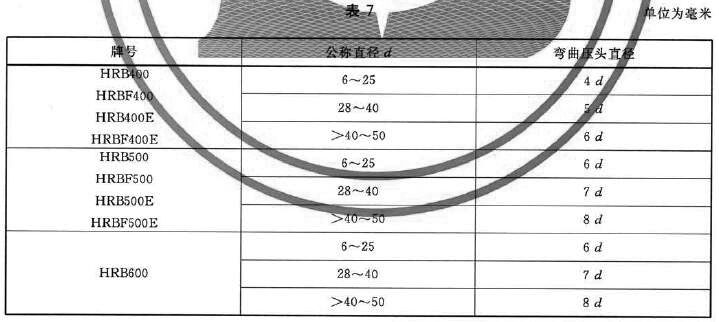 表 7
单位为毫米
牌号 公称直径 d 弯曲压头直径
HRB400
HRBF400
HRB400E
HRBF400E
6～25 4 d
28～40 5 d
>40～50 6 d
HRB500
HRBF500
HRB500E
HRBF500E
6～25 6 d
28～40 7 d
>40～50 8 d
HRB600
6～25 6 d
28～40 7 d
>40～50 8 d